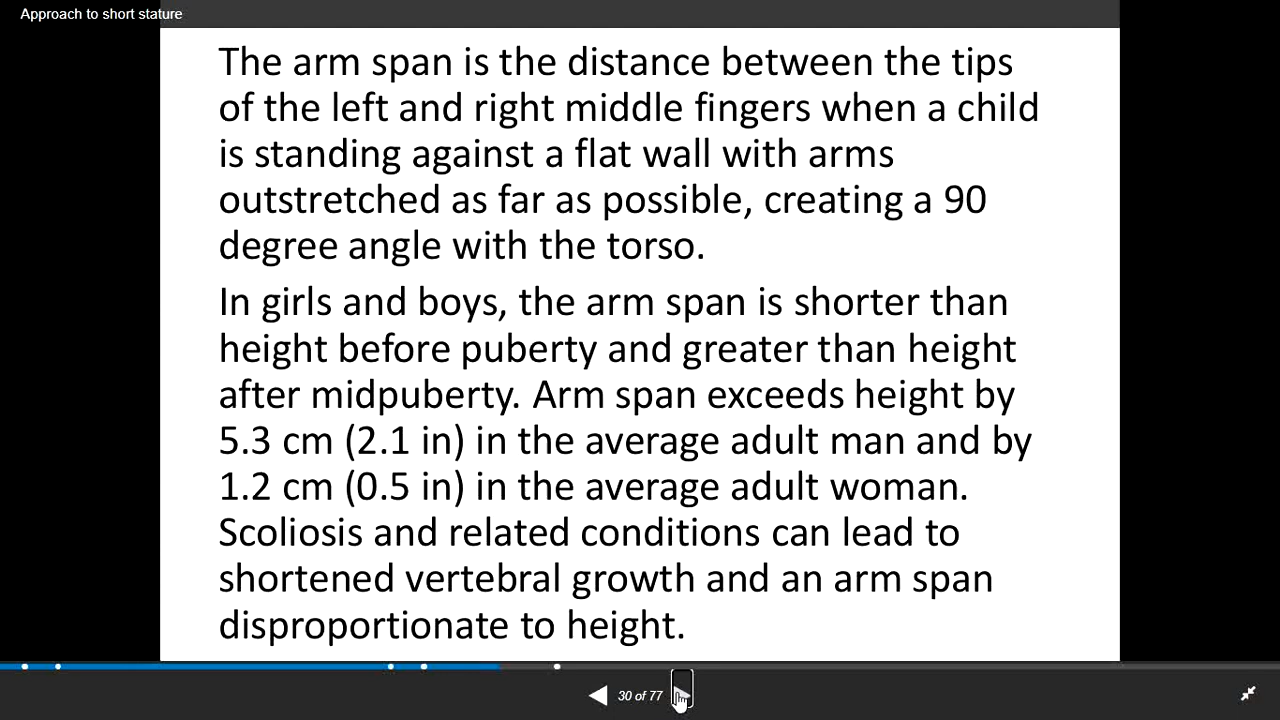 Approach to short stature
The arm span is the distance between the tips
of the left and right middle fingers when a child
is standing against a flat wall with arms
outstretched as far as possible, creating a 90
degree angle with the torso.
In girls and boys, the arm span is shorter than
height before puberty and greater than height
after midpuberty. Arm span exceeds height by
5.3 cm (2.1 in) in the average adult man and by
1.2 cm (0.5 in) in the average adult woman.
Scoliosis and related conditions can lead to
shortened vertebral growth and an arm span
disproportionate to height.
30 of 77